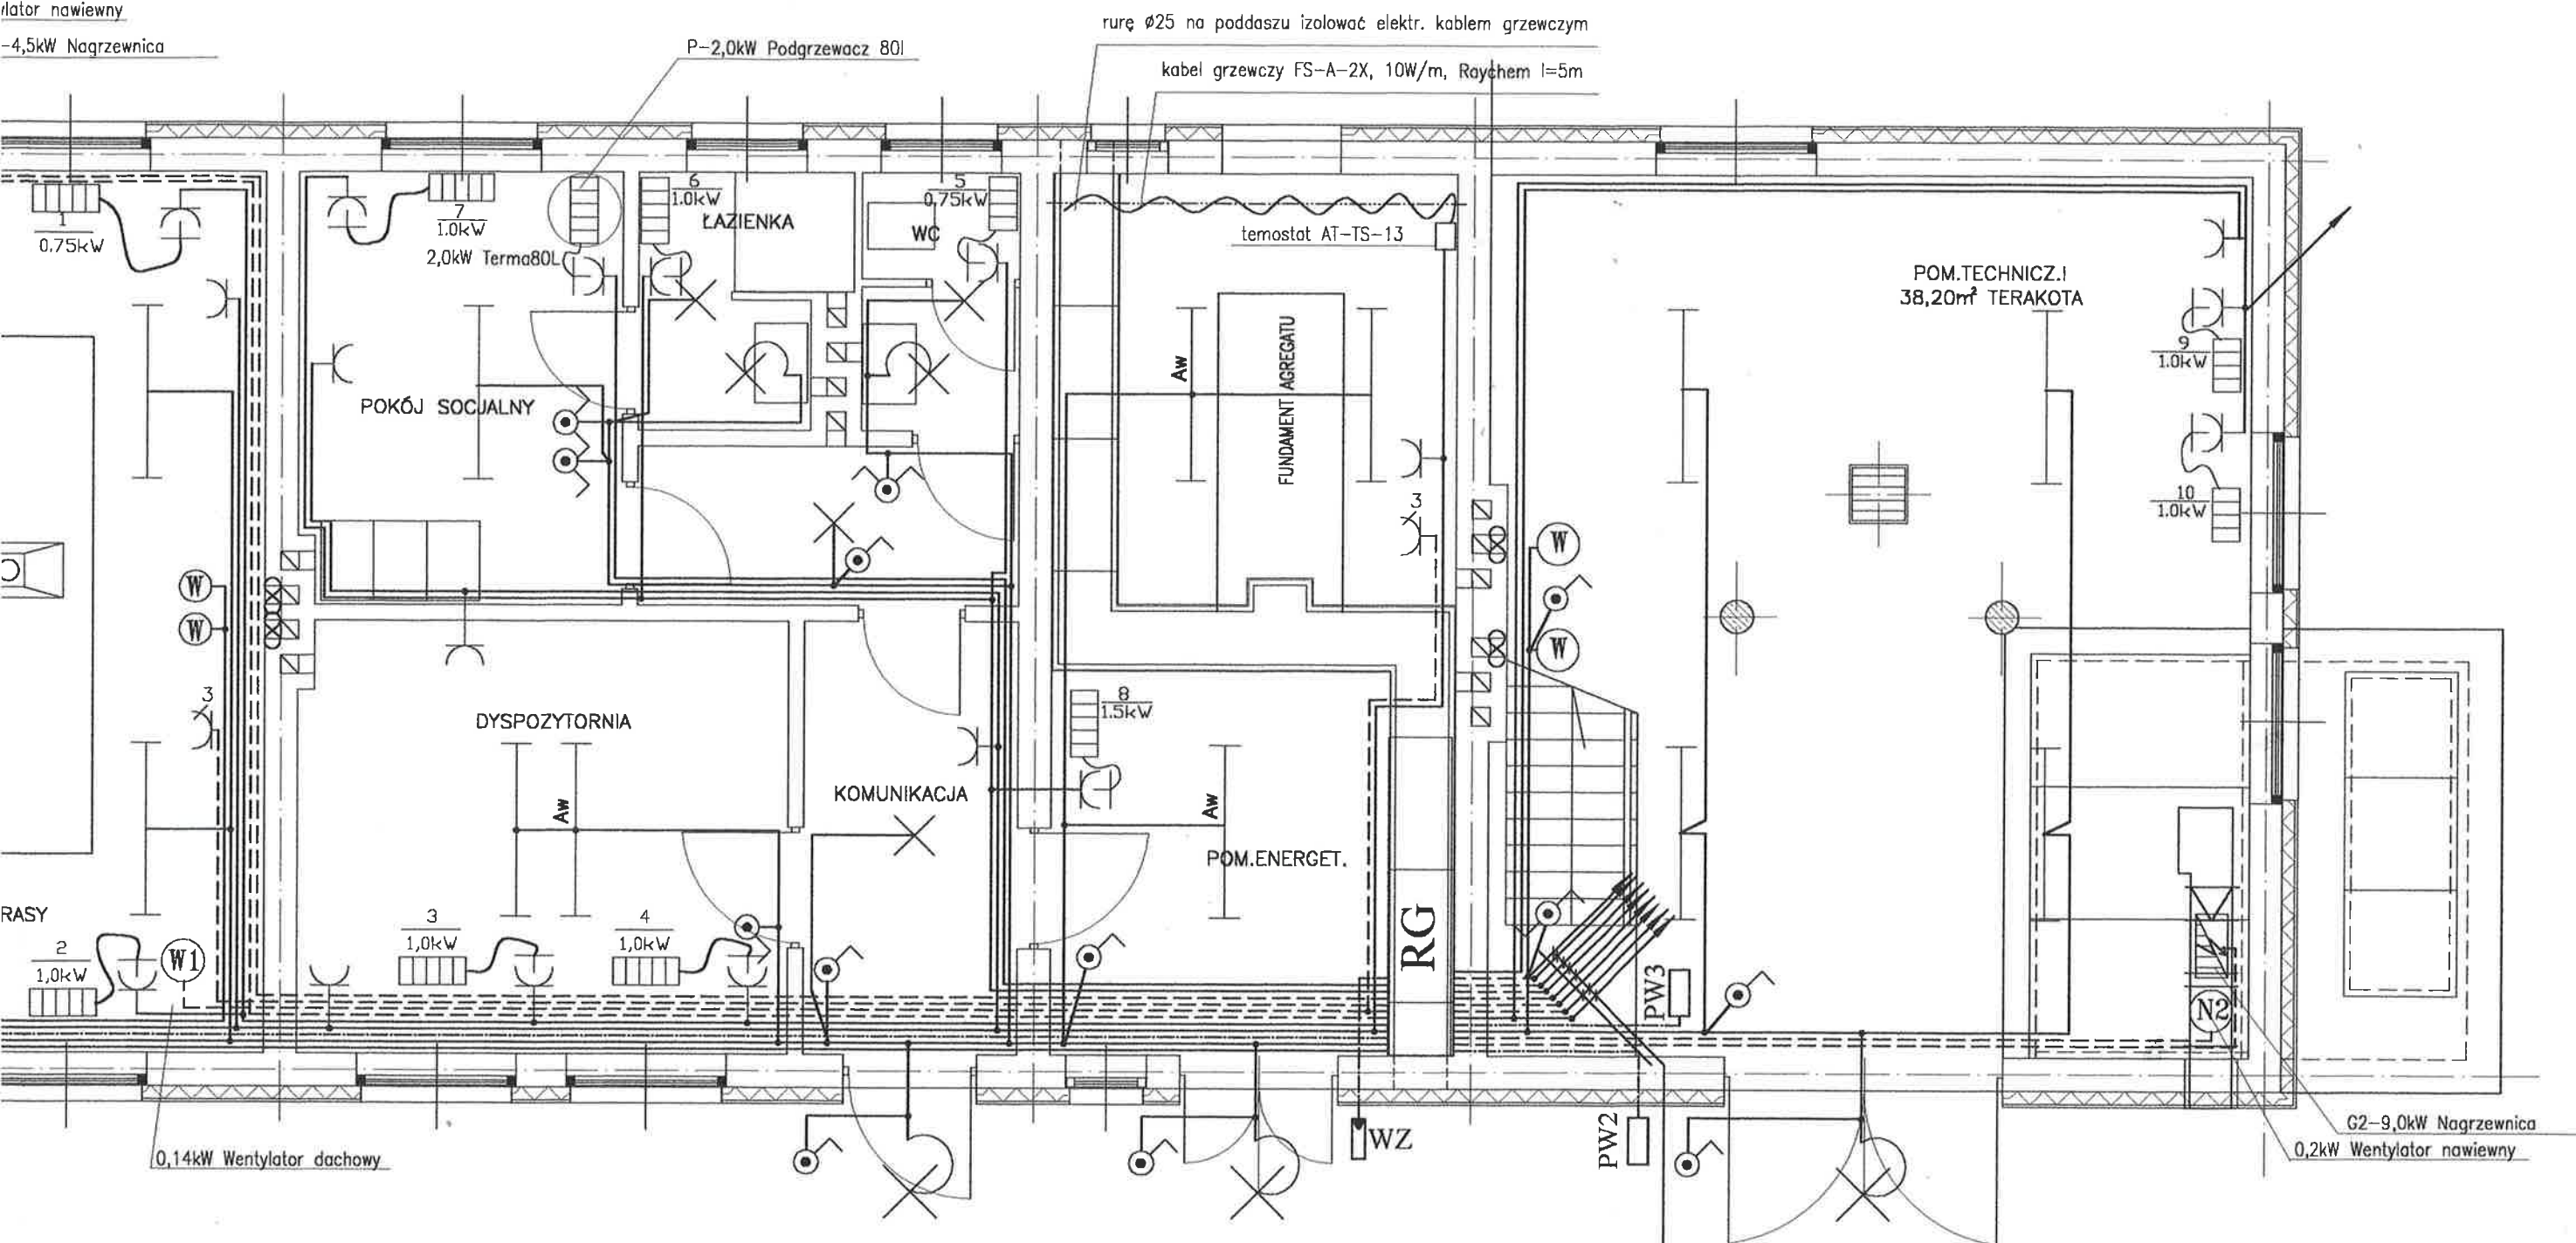 nawiewny
-4,5kW Nagrzewnica
P-2,0kW Podgrzewacz 80l
rurę ø25 na poddaszu izolować elektr. kablem grzewczym
kabel grzewczy FS-A-2X, 10W/m, Raychem l=5m
1
0.75kW
7
1.0kW
2,0kW Terma80L
6
1.0kW
ŁAZIENKA
5
0,75kW
WC
temostat AT-TS-13
POM.TECHNICZ.I
38,20m² TERAKOTA
9
1.0kW
10
1.0kW
POKÓJ SOCJALNY
Aw
FUNDAMENT AGREGATU
3
W
W
W
W
3
DYSPOZYTORNIA
Aw
KOMUNIKACJA
8
1.5kW
Aw
POM.ENERGET.
RG
RASY
2
1,0kW
W1
3
1,0kW
4
1,0kW
PW3
N2
WZ
PW2
0,14kW Wentylator dachowy
G2-9,0kW Nagrzewnica
0,2kW Wentylator nawiewny